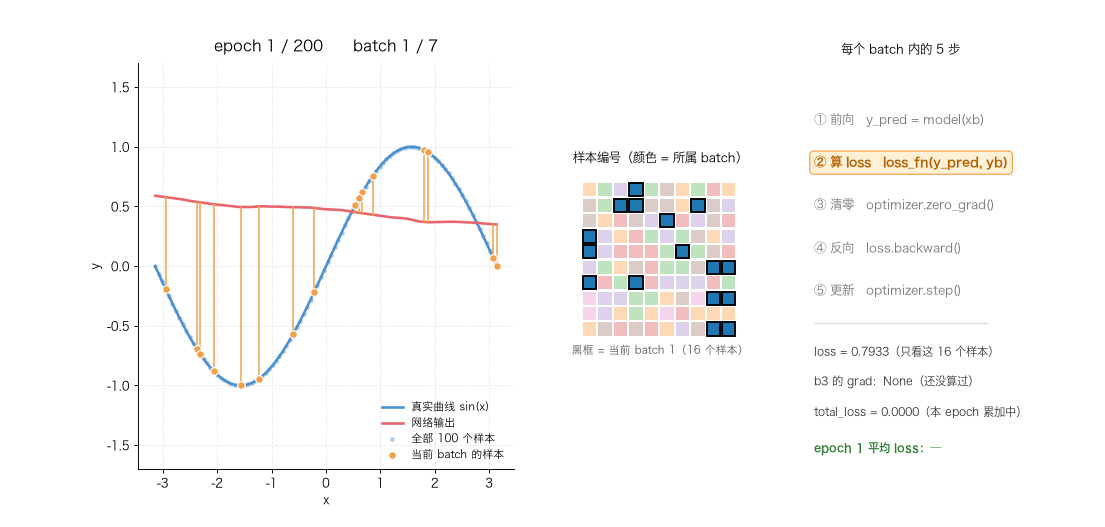 epoch 1 / 200 batch 1 / 7
y
1.5
1.0
0.5
0.0
-0.5
-1.0
-1.5
-3
-2
-1
0
1
2
3
x
真实曲线 sin(x)
网络输出
全部 100 个样本
当前 batch 的样本
样本编号（颜色 = 所属 batch）
黑框 = 当前 batch 1（16 个样本）
每个 batch 内的 5 步
① 前向 y_pred = model(xb)
② 算 loss loss_fn(y_pred, yb)
③ 清零 optimizer.zero_grad()
④ 反向 loss.backward()
⑤ 更新 optimizer.step()
loss = 0.7933（只看这 16 个样本）
b3 的 grad: None（还没算过）
total_loss = 0.0000（本 epoch 累加中）
epoch 1 平均 loss: —